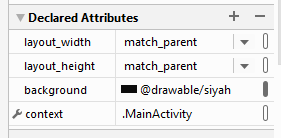 Declared Attributes
layout_width match_parent
layout_height match_parent
background @drawable/siyah
context .MainActivity